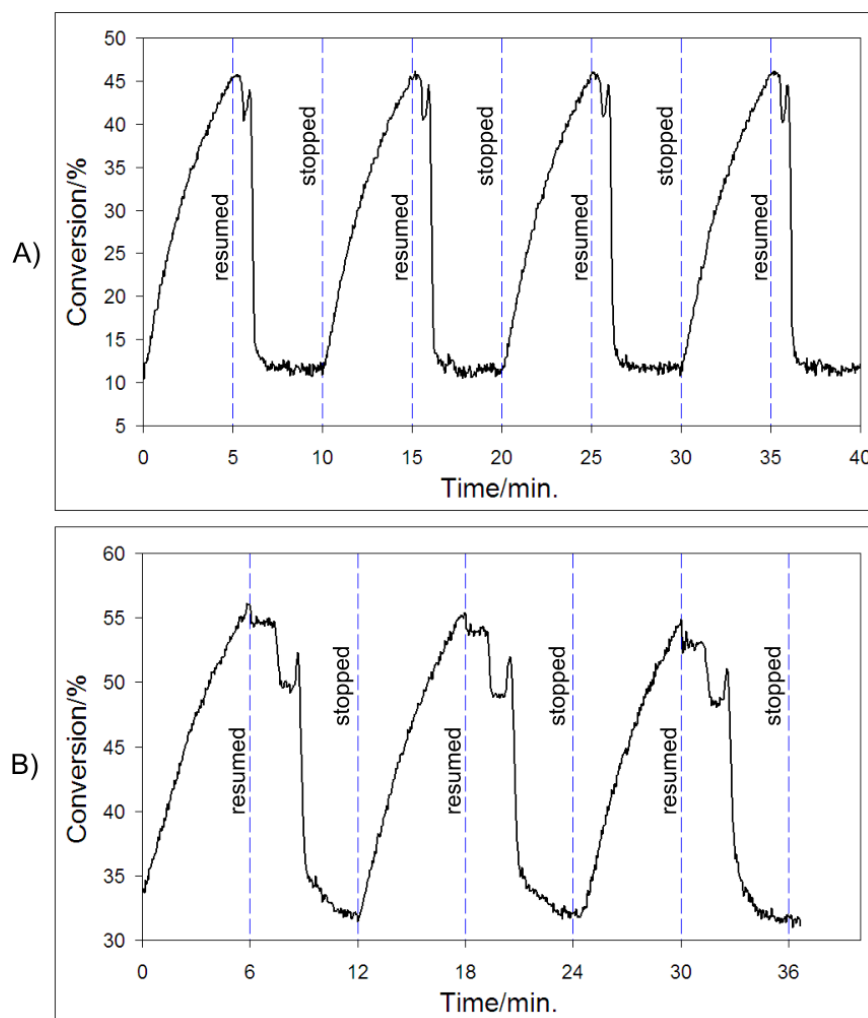 A)
Conversion/%
50
45
40
35
30
25
20
15
10
5
resumed
stopped
resumed
stopped
resumed
stopped
resumed
0 5 10 15 20 25 30 35 40
Time/min.
B)
Conversion/%
60
55
50
45
40
35
30
resumed
stopped
resumed
stopped
resumed
stopped
0 6 12 18 24 30 36
Time/min.